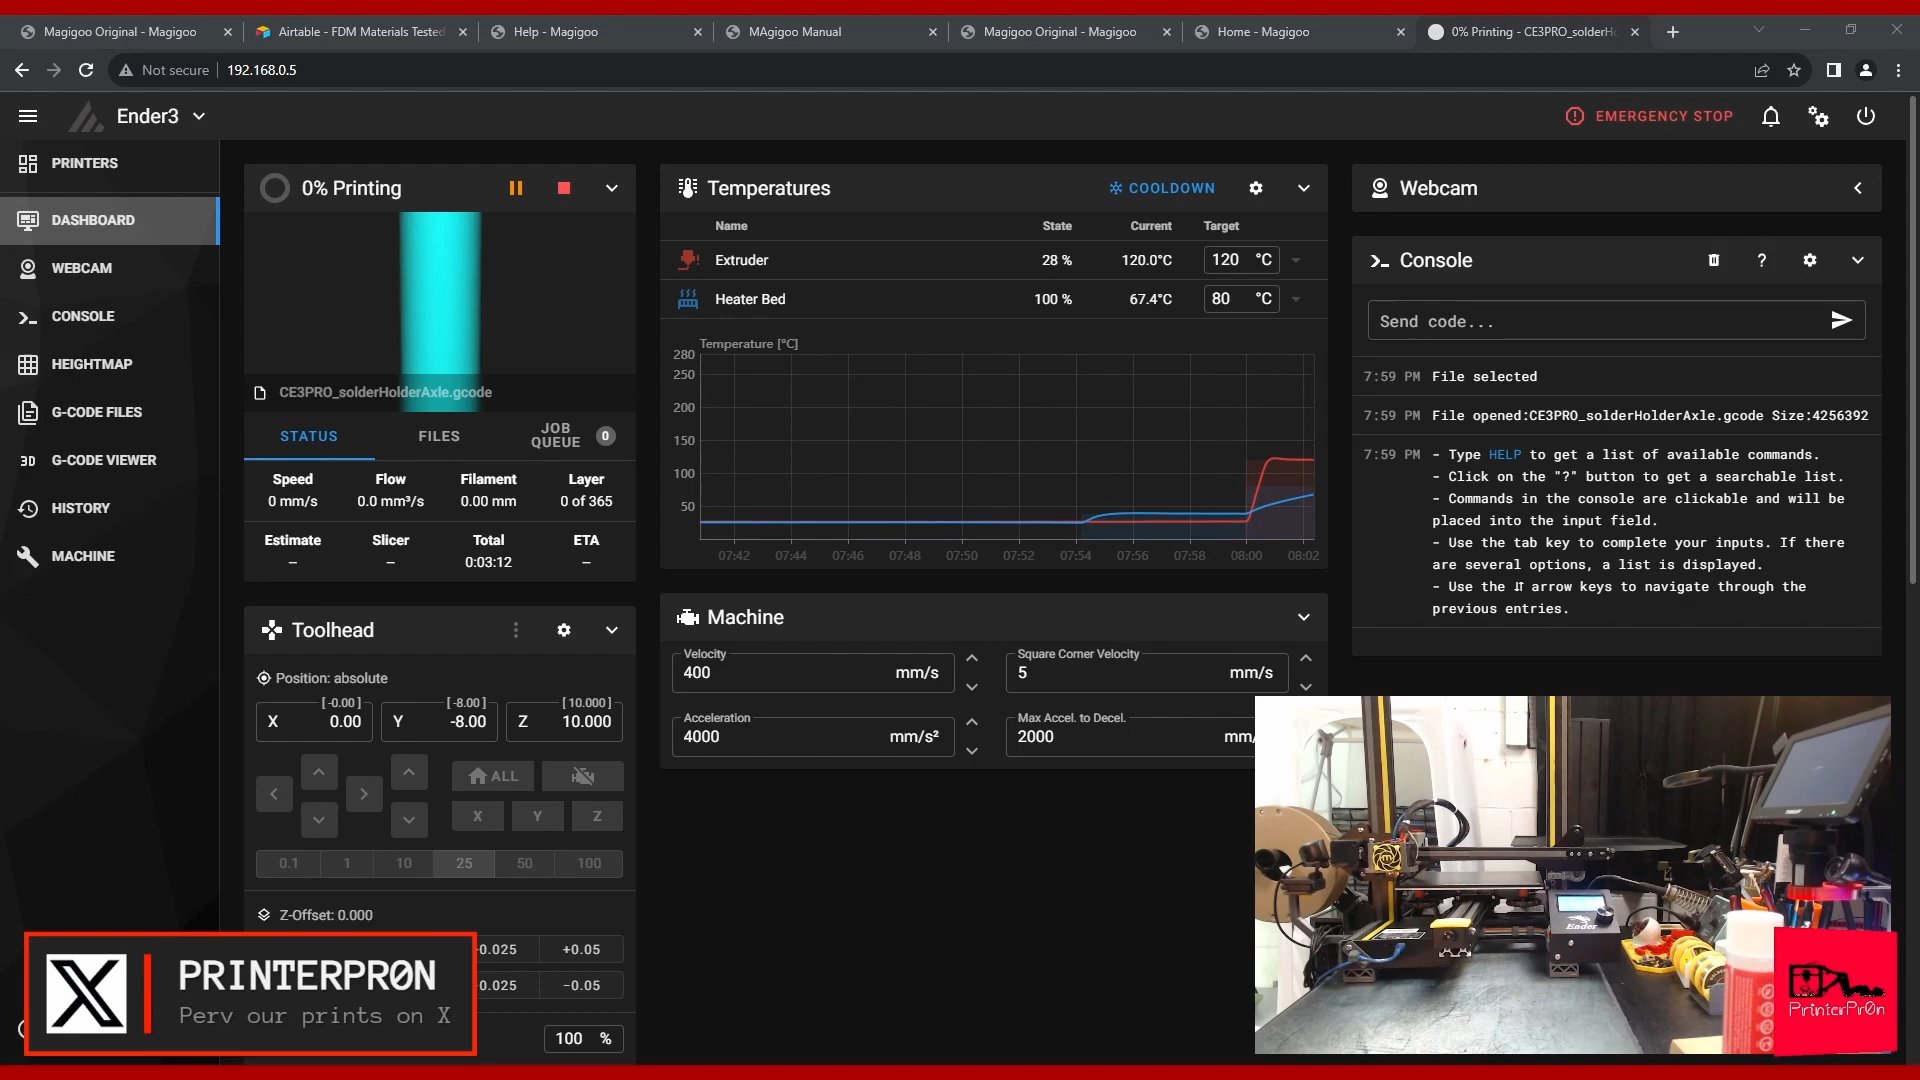 Magigoo Original - Magigoo
Airtable - FDM Materials Tested
Help - Magigoo
MAgigoo Manual
Magigoo Original - Magigoo
Home - Magigoo
0% Printing - CE3PRO_solderH
Not secure
192.168.0.5
Ender3
EMERGENCY STOP
PRINTERS
DASHBOARD
WEBCAM
CONSOLE
HEIGHTMAP
G-CODE FILES
3D G-CODE VIEWER
HISTORY
MACHINE
0% Printing
CE3PRO_solderHolderAxle.gcode
STATUS FILES JOB QUEUE 0
Speed Flow Filament Layer
0 mm/s 0.0 mm³/s 0.00 mm 0 of 365
Estimate Slicer Total ETA
– – 0:03:12 –
Toolhead
Position: absolute
[ -0.00 ] [ -8.00 ] [ 10.000 ]
X 0.00 Y -8.00 Z 10.000
ALL
X Y Z
0.1 1 10 25 50 100
Z-Offset: 0.000
-0.025 +0.05
-0.025 −0.05
100 %
Temperatures
COOLDOWN
Name State Current Target
Extruder 28 % 120.0°C 120 °C
Heater Bed 100 % 67.4°C 80 °C
Temperature [°C]
280
250
200
150
100
50
07:42 07:44 07:46 07:48 07:50 07:52 07:54 07:56 07:58 08:00 08:02
Machine
Velocity
400 mm/s
Square Corner Velocity
5 mm/s
Acceleration
4000 mm/s²
Max Accel. to Decel.
2000 mm/
Webcam
Console
Send code...
7:59 PM File selected
7:59 PM File opened:CE3PRO_solderHolderAxle.gcode Size:4256392
7:59 PM - Type HELP to get a list of available commands.
- Click on the "?" button to get a searchable list.
- Commands in the console are clickable and will be
placed into the input field.
- Use the tab key to complete your inputs. If there
are several options, a list is displayed.
- Use the ⇵ arrow keys to navigate through the
previous entries.
PRINTERPR0N
Perv our prints on X
Ender
PrinterPr0n